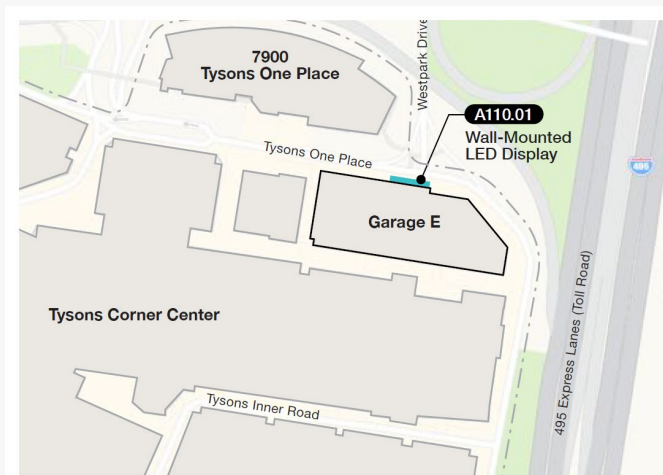 7900
Tysons One Place
Westpark Drive
A110.01
Wall-Mounted
LED Display
Tysons One Place
495
Garage E
Tysons Corner Center
495 Express Lanes (Toll Road)
Tysons Inner Road